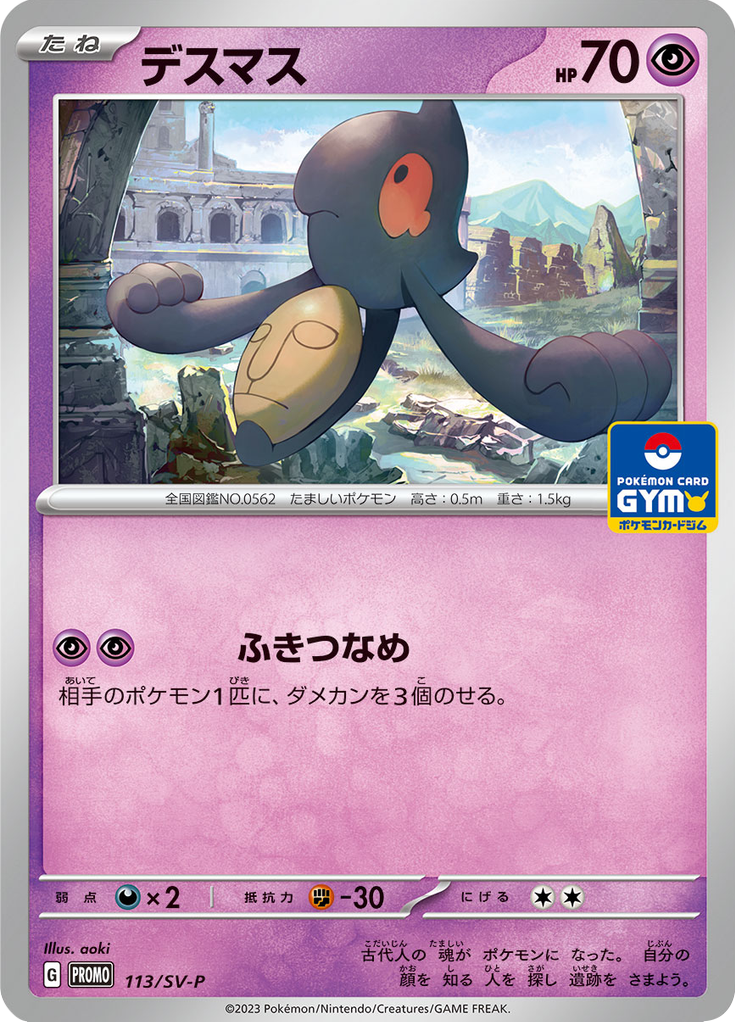 たね
デスマス
HP70
全国図鑑NO.0562 たましいポケモン 高さ:0.5m 重さ:1.5kg
POKÉMON CARD
GYM
ポケモンカードジム
ふきつなめ
相手のポケモン1匹に、ダメカンを3個のせる。
弱点 ×2 抵抗力 -30 にげる
Illus. aoki
G PROMO 113/SV-P
古代人の 魂が ポケモンに なった。 自分の
顔を 知る 人を 探し 遺跡を さまよう。
©2023 Pokémon/Nintendo/Creatures/GAME FREAK.